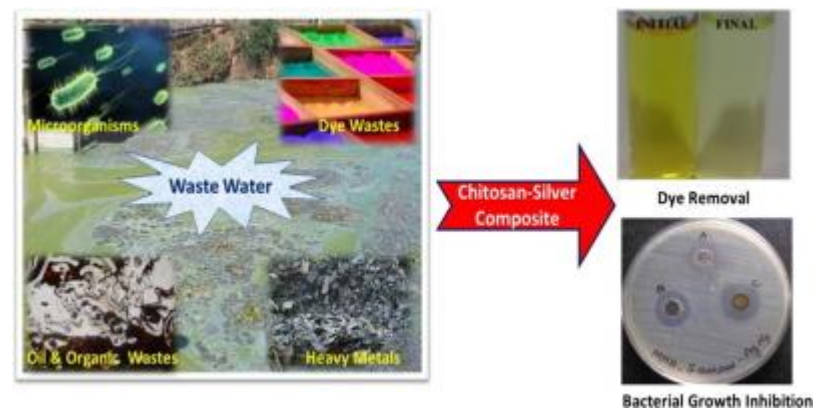 Microorganisms
Dye Wastes
Waste Water
Oil & Organic Wastes
Heavy Metals
Chitosan-Silver
Composite
INITIAL
FINAL
Dye Removal
A
B
C
Bacterial Growth Inhibition